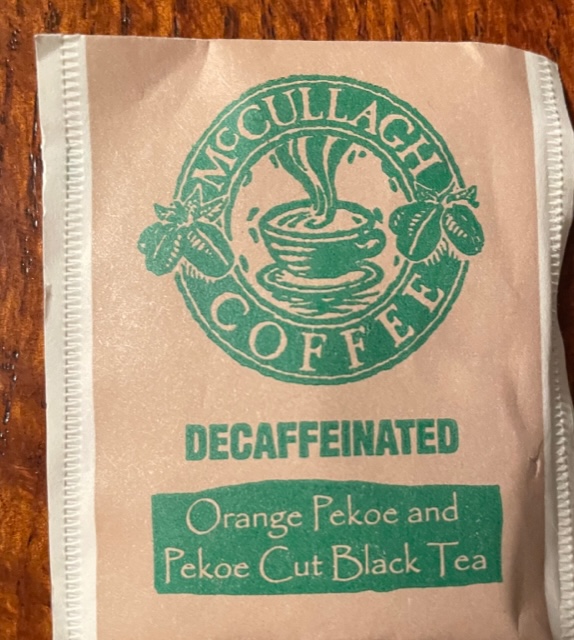 McCULLAGH
COFFEE
DECAFFEINATED
Orange Pekoe and
Pekoe Cut Black Tea